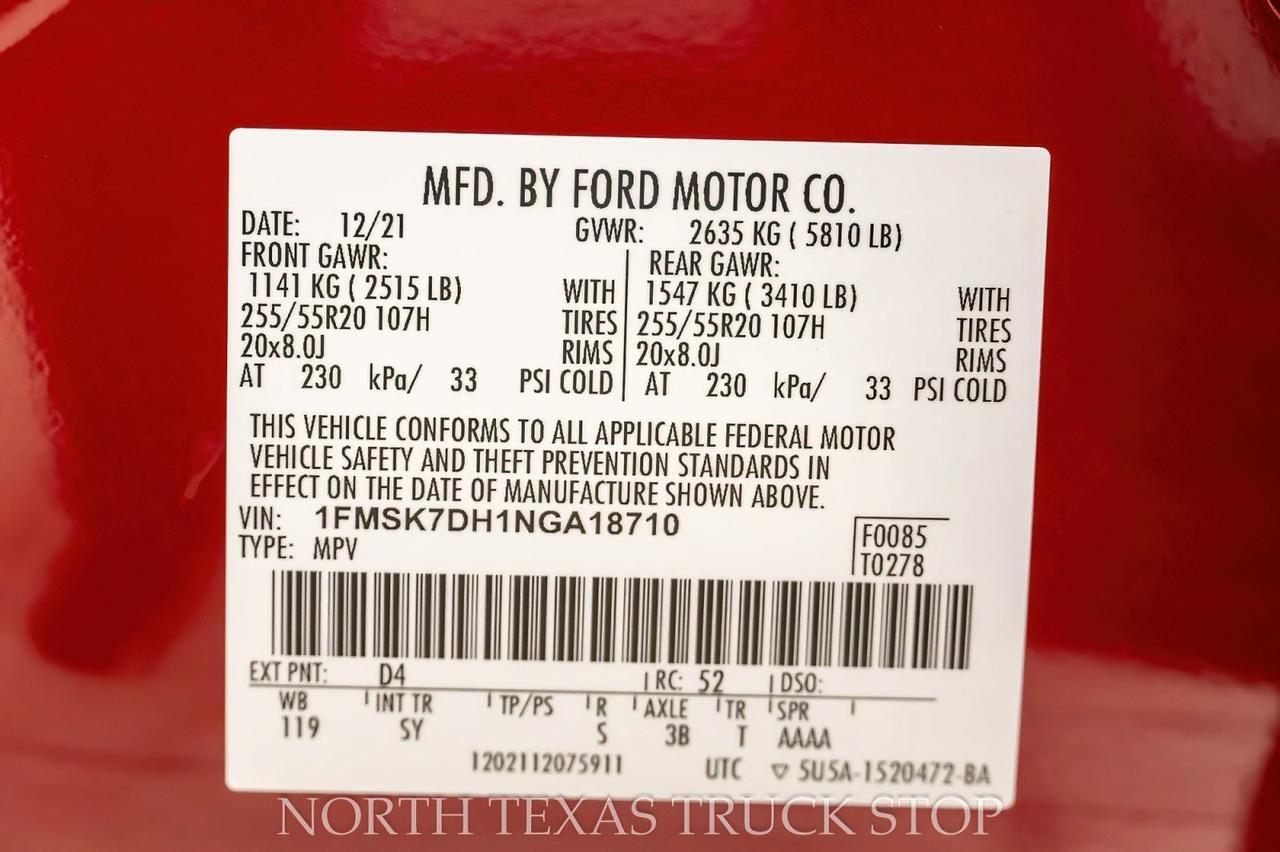 MFD. BY FORD MOTOR CO.
DATE: 12/21 GVWR: 2635 KG ( 5810 LB)
FRONT GAWR: REAR GAWR:
1141 KG ( 2515 LB) WITH 1547 KG ( 3410 LB) WITH
255/55R20 107H TIRES 255/55R20 107H TIRES
20x8.0J RIMS 20x8.0J RIMS
AT 230 kPa/ 33 PSI COLD AT 230 kPa/ 33 PSI COLD
THIS VEHICLE CONFORMS TO ALL APPLICABLE FEDERAL MOTOR
VEHICLE SAFETY AND THEFT PREVENTION STANDARDS IN
EFFECT ON THE DATE OF MANUFACTURE SHOWN ABOVE.
VIN: 1FMSK7DH1NGA18710
TYPE: MPV
F0085
T0278
EXT PNT: D4 RC: 52 DSO:
WB INT TR TP/PS R AXLE TR SPR
119 SY S 3B T AAAA
1202112075911 UTC ▽ 5U5A-1520472-BA
NORTH TEXAS TRUCK STOP